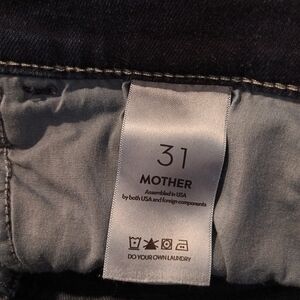 31
MOTHER
Assembled in USA
by both USA and foreign components
DO YOUR OWN LAUNDRY